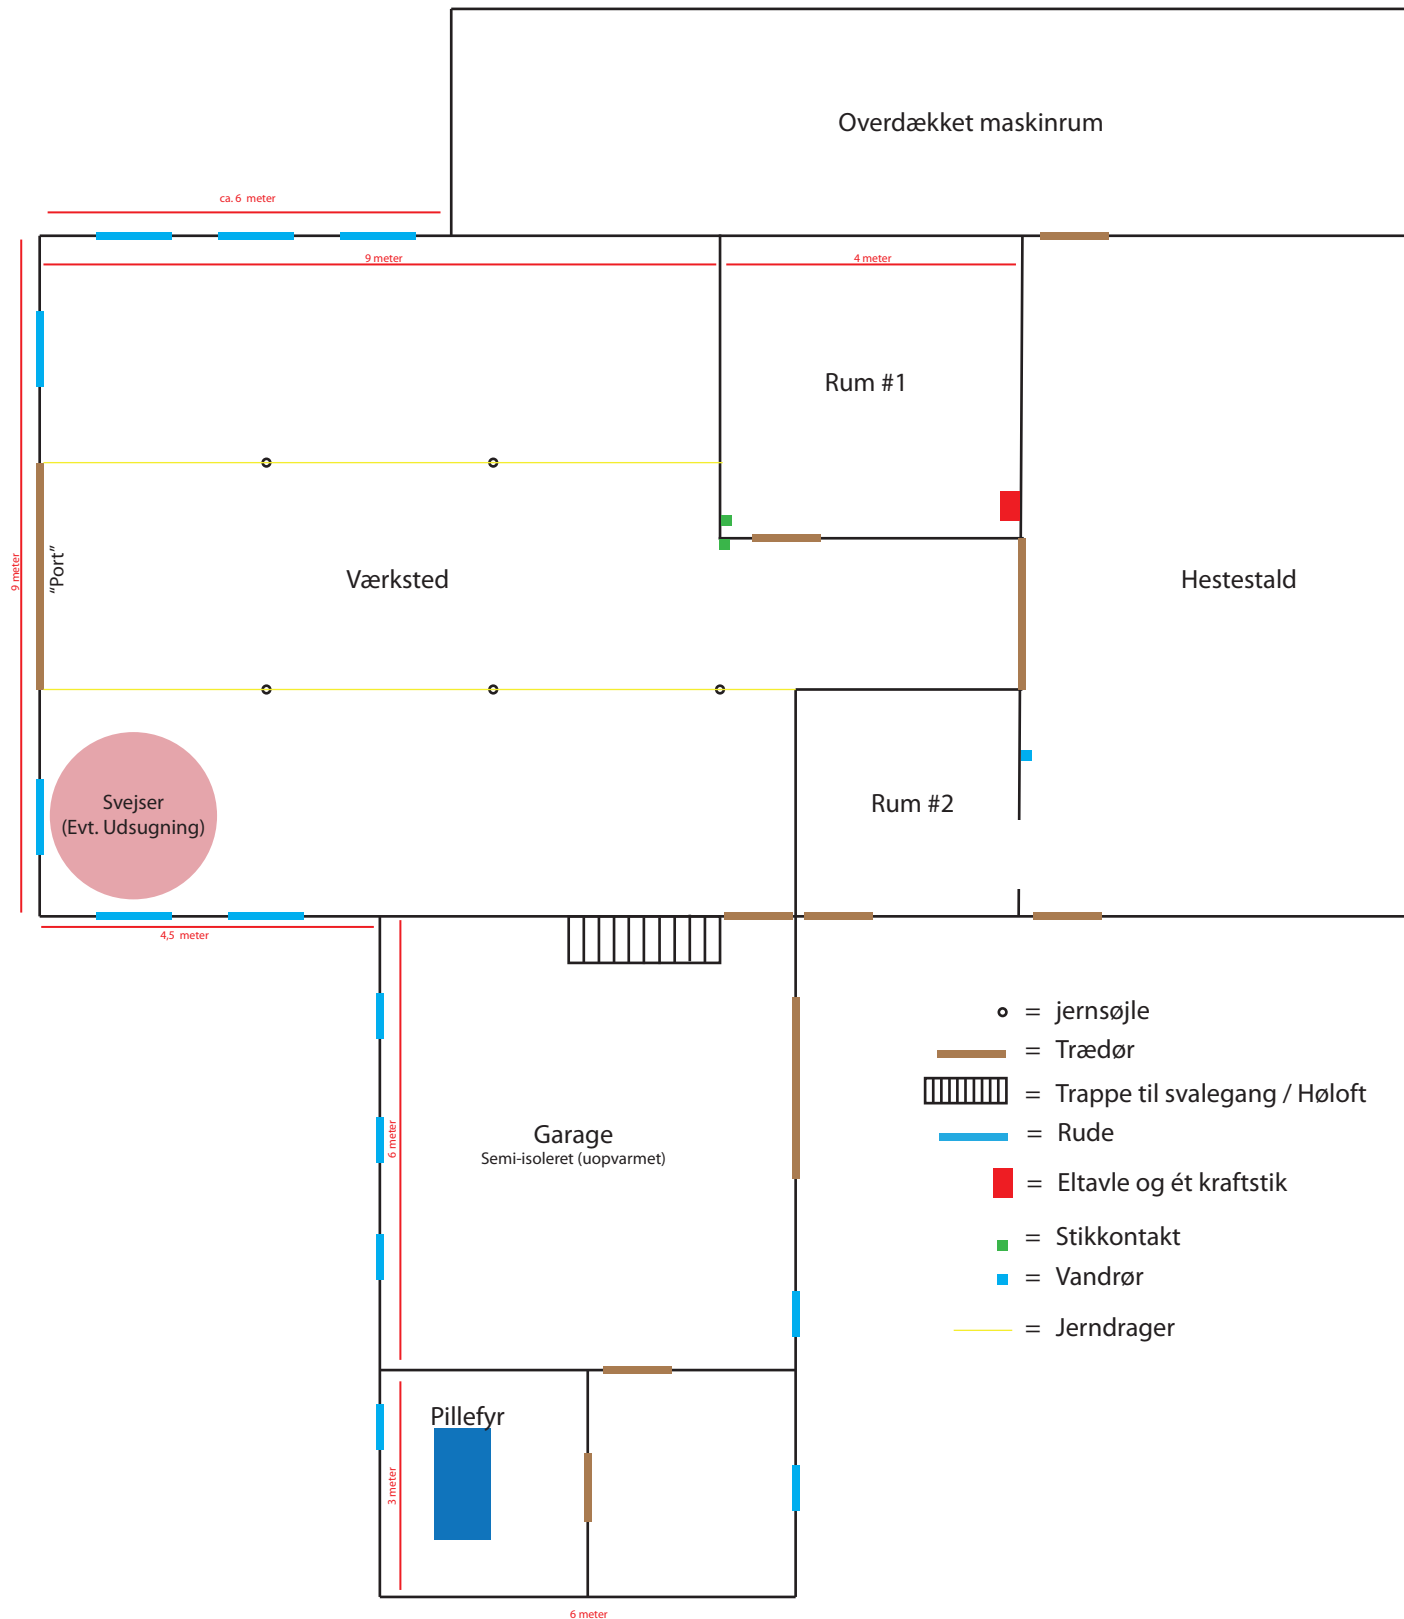 Overdækket maskinrum
ca. 6 meter
9 meter
4 meter
Rum #1
9 meter
"Port"
Værksted
Hestestald
Svejser
(Evt. Udsugning)
Rum #2
4,5 meter
6 meter
Garage
Semi-isoleret (uopvarmet)
= jernsøjle
= Trædør
= Trappe til svalegang / Høloft
= Rude
= Eltavle og ét kraftstik
= Stikkontakt
= Vandrør
= Jerndrager
Pillefyr
3 meter
6 meter